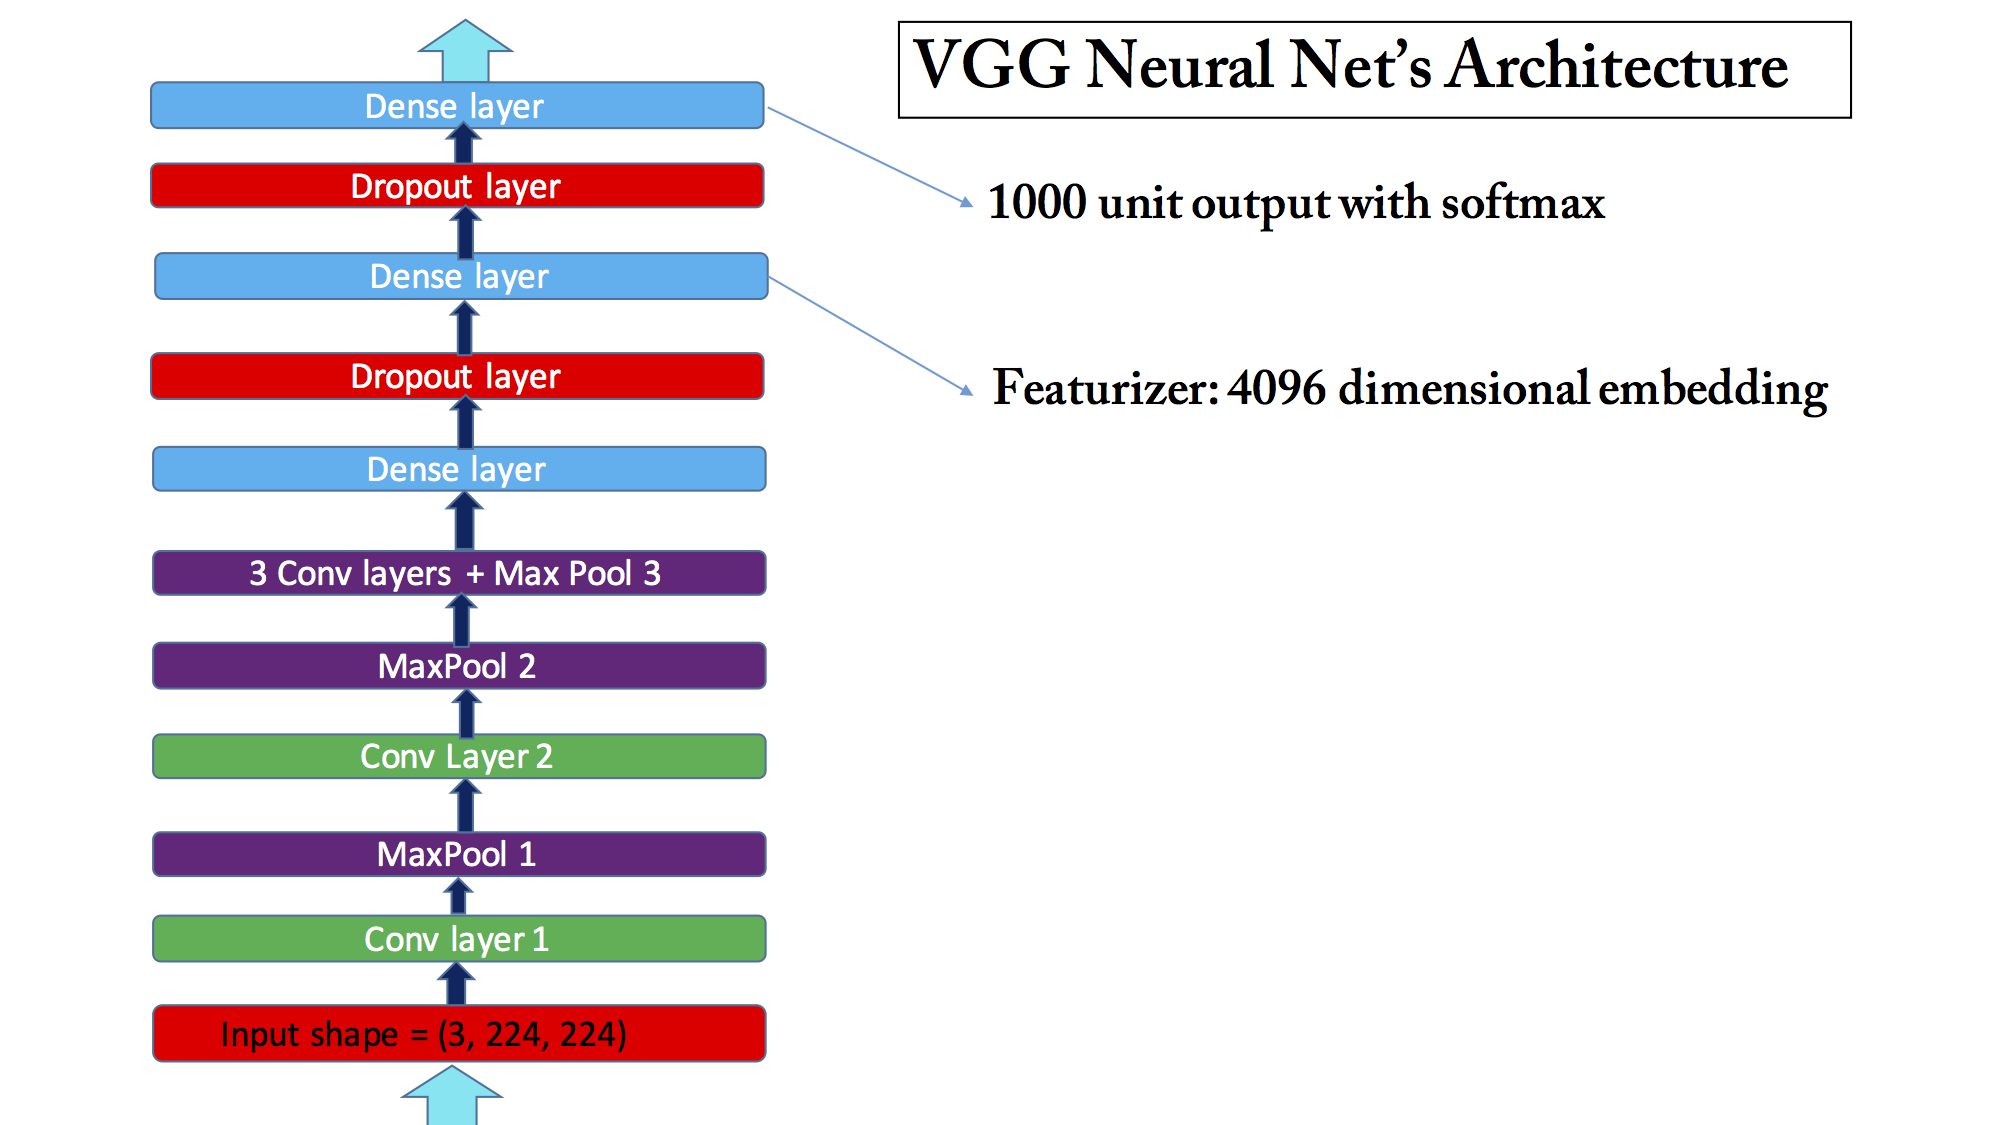 VGG Neural Net's Architecture
Dense layer
1000 unit output with softmax
Dropout layer
Dense layer
Featurizer: 4096 dimensional embedding
Dropout layer
Dense layer
3 Conv layers + Max Pool 3
MaxPool 2
Conv Layer 2
MaxPool 1
Conv layer 1
Input shape = (3, 224, 224)